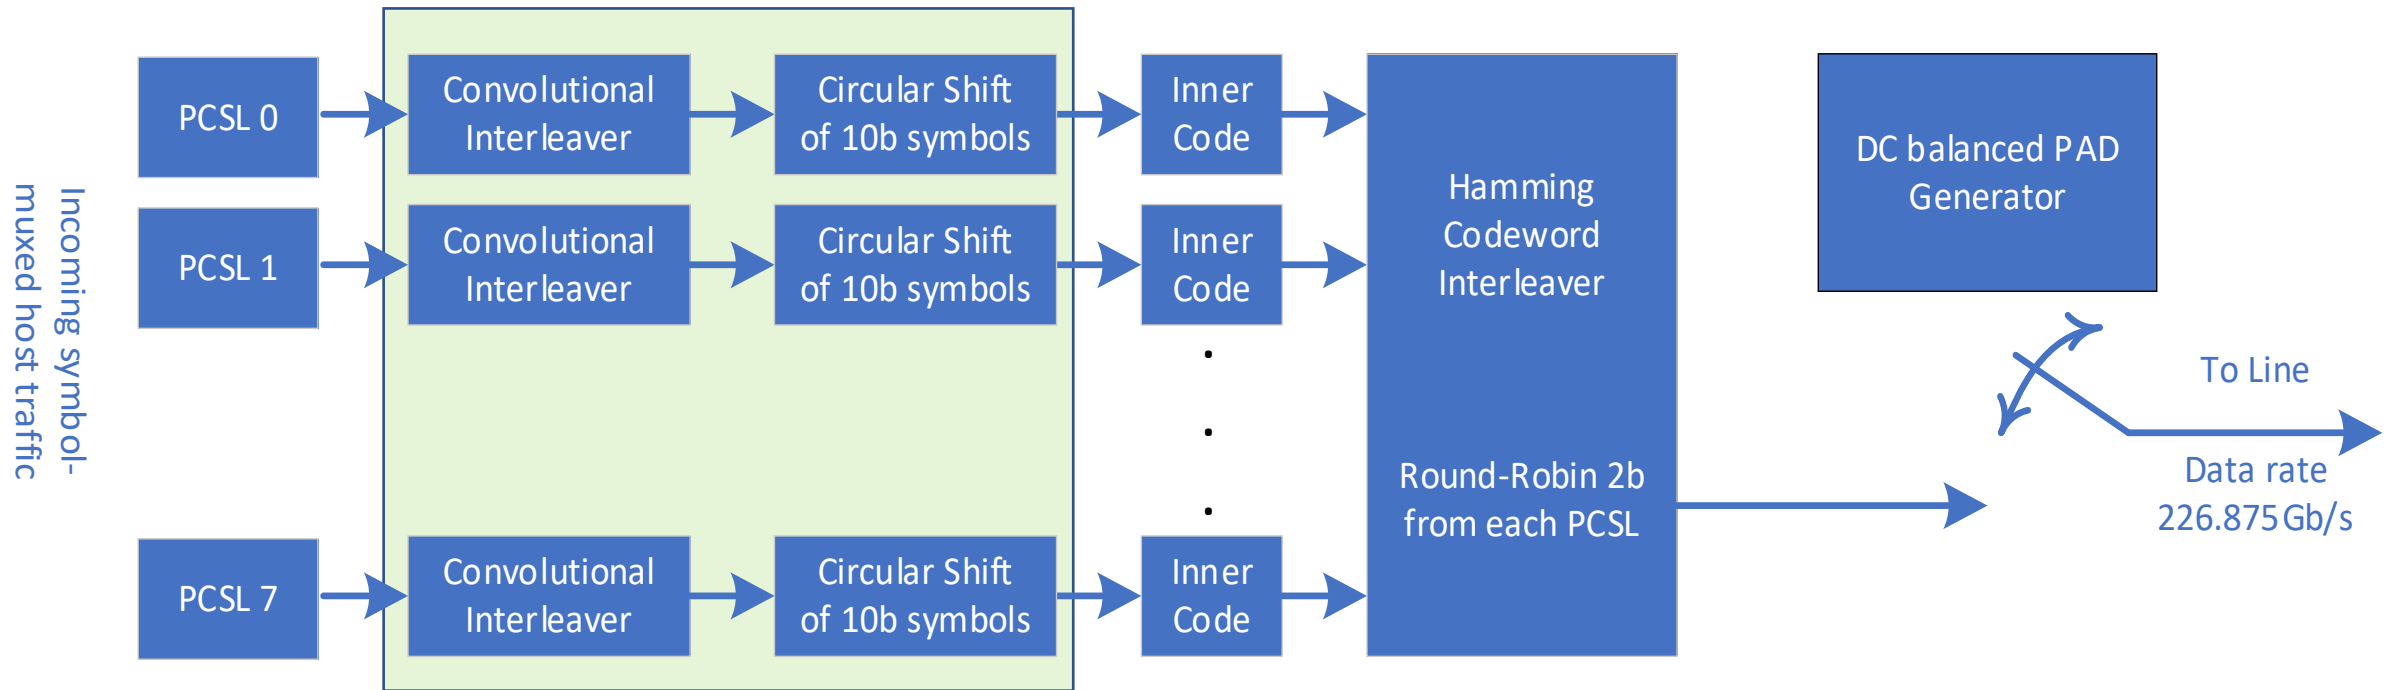 Incoming symbol-
muxed host traffic
PCSL 0
Convolutional
Interleaver
Circular Shift
of 10b symbols
Inner
Code
PCSL 1
Convolutional
Interleaver
Circular Shift
of 10b symbols
Inner
Code
PCSL 7
Convolutional
Interleaver
Circular Shift
of 10b symbols
Inner
Code
Hamming
Codeword
Interleaver
Round-Robin 2b
from each PCSL
DC balanced PAD
Generator
To Line
Data rate
226.875Gb/s